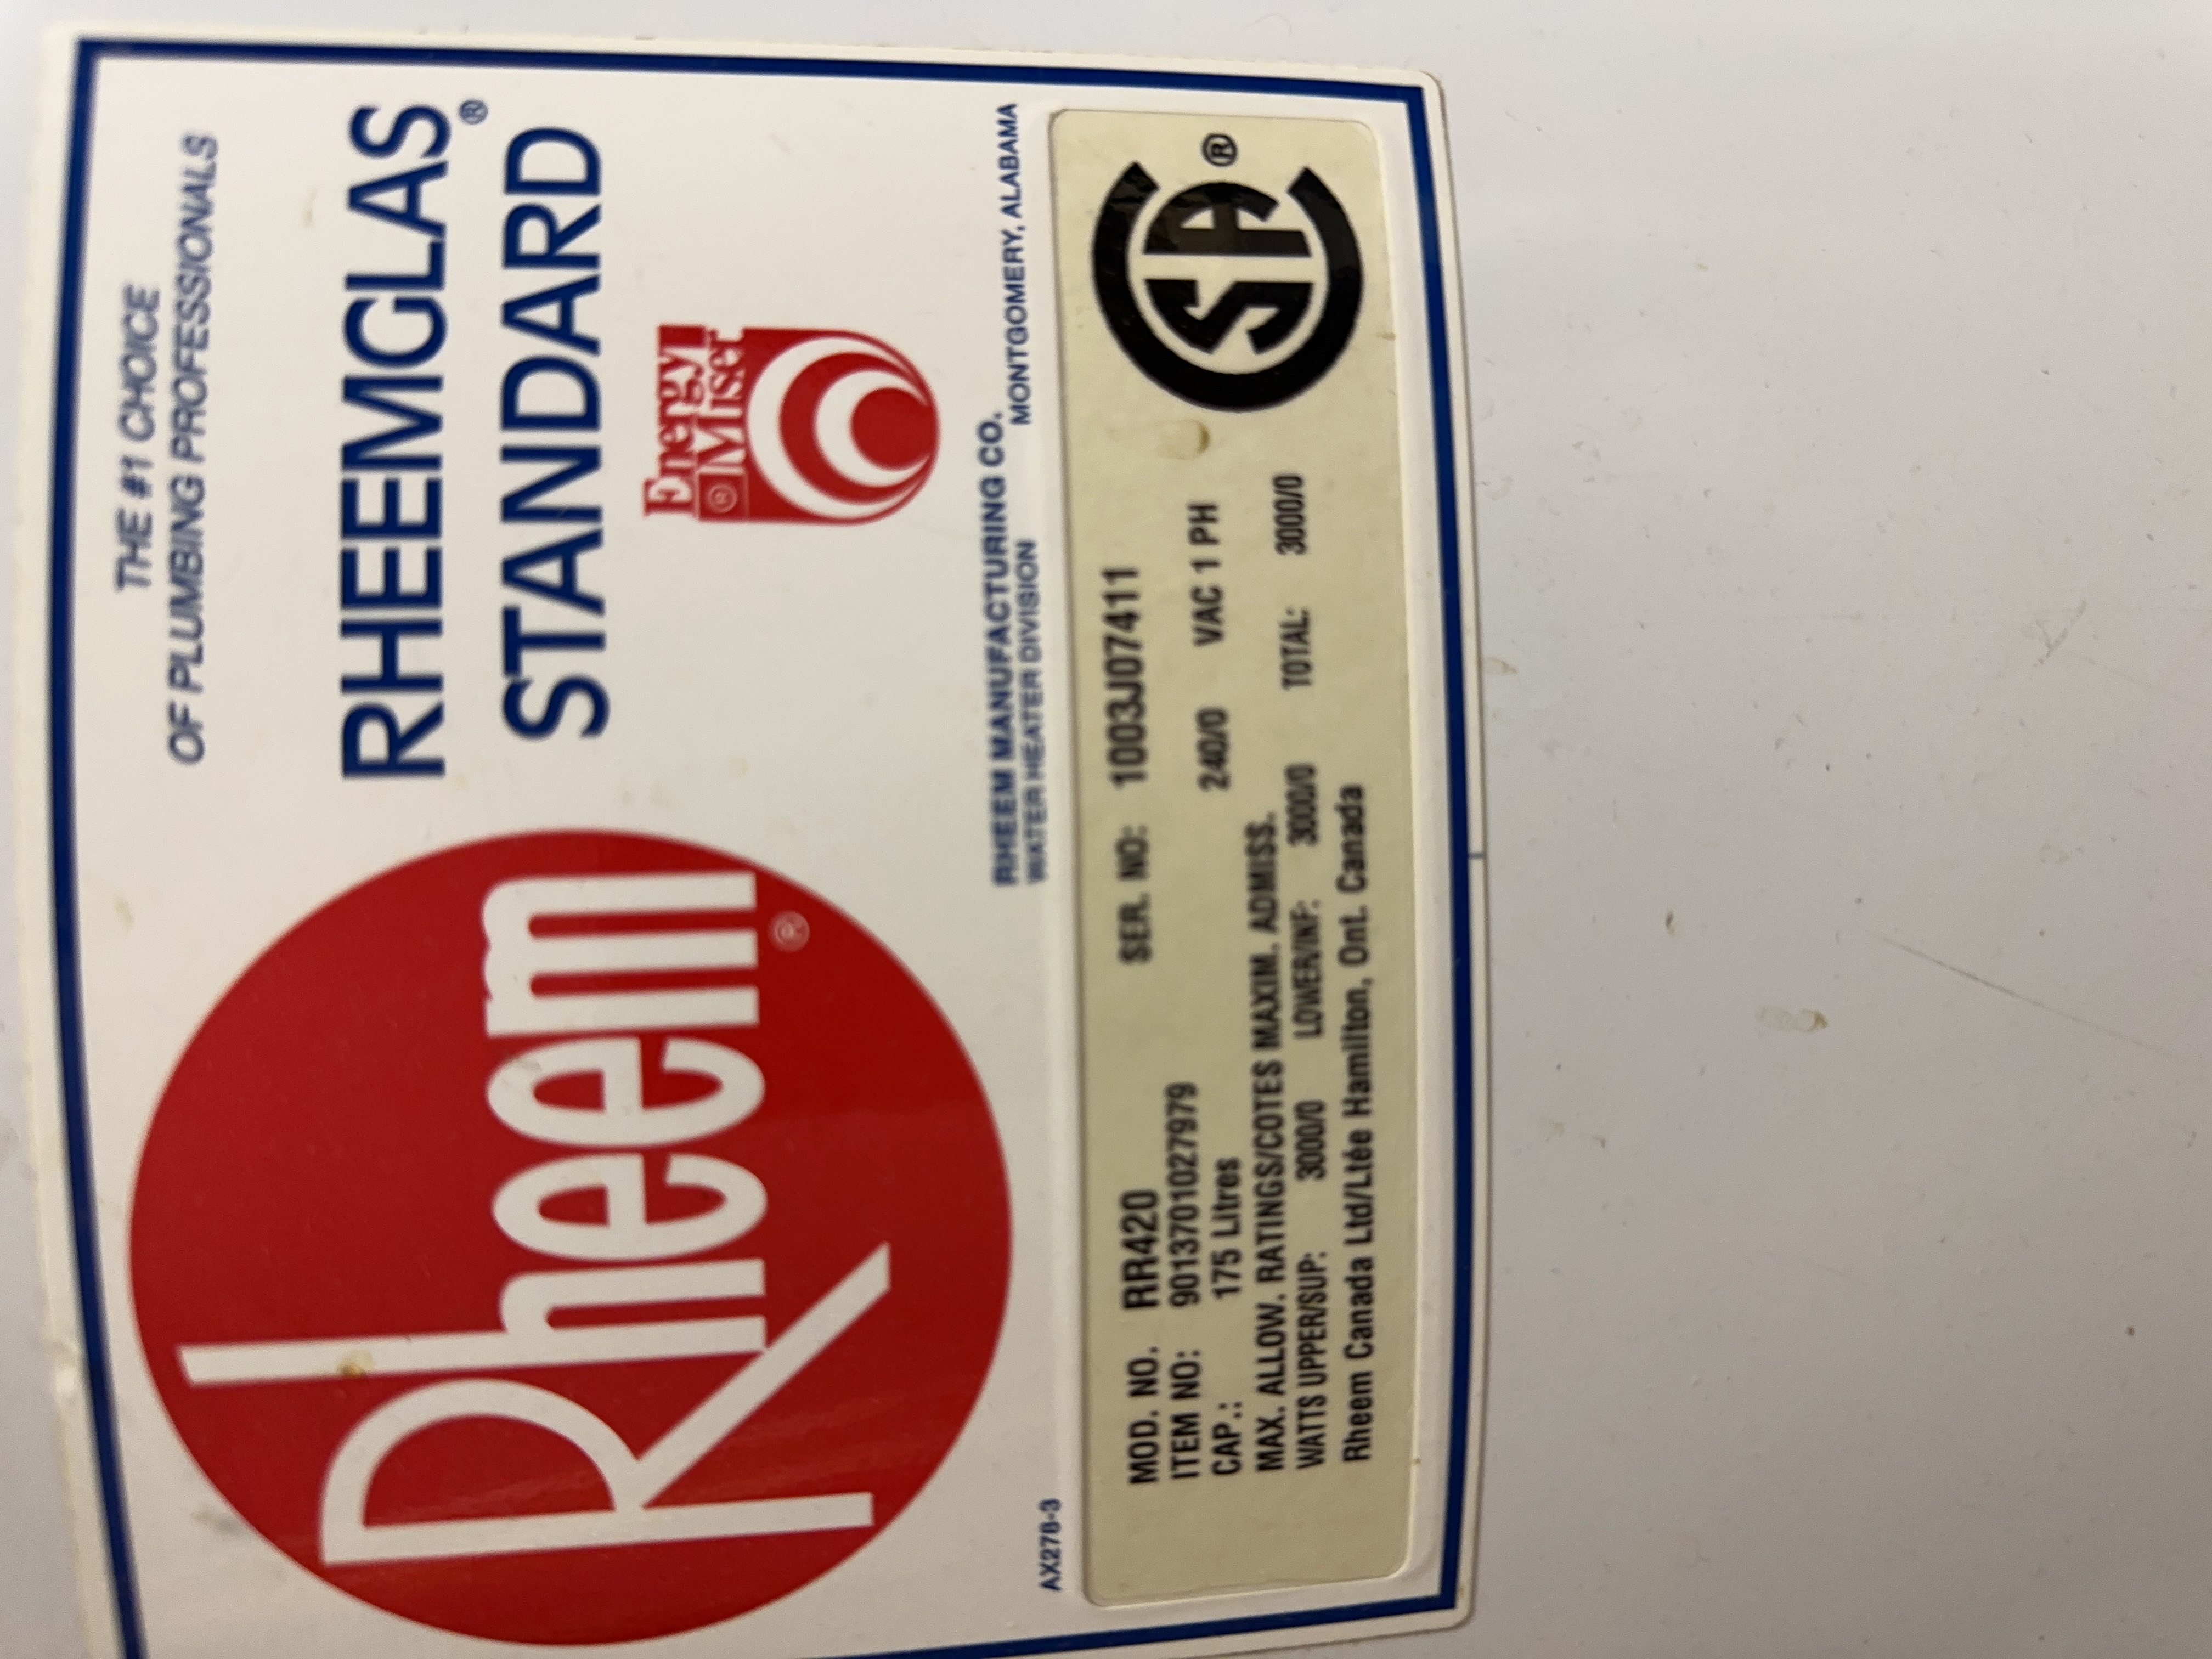 THE #1 CHOICE
OF PLUMBING PROFESSIONALS
Rheem®
RHEEMGLAS®
STANDARD
Energy
Miser®
RHEEM MANUFACTURING CO.
WATER HEATER DIVISION MONTGOMERY, ALABAMA
AX278-3
MOD. NO. RR420 SER. NO: 1003J07411
ITEM NO: 9013701027979
CAP.: 175 Litres 240/0 VAC 1 PH
MAX. ALLOW. RATINGS/COTES MAXIM. ADMISS.
WATTS UPPER/SUP: 3000/0 LOWER/INF: 3000/0 TOTAL: 3000/0
Rheem Canada Ltd/Ltée Hamilton, Ont. Canada
SA®